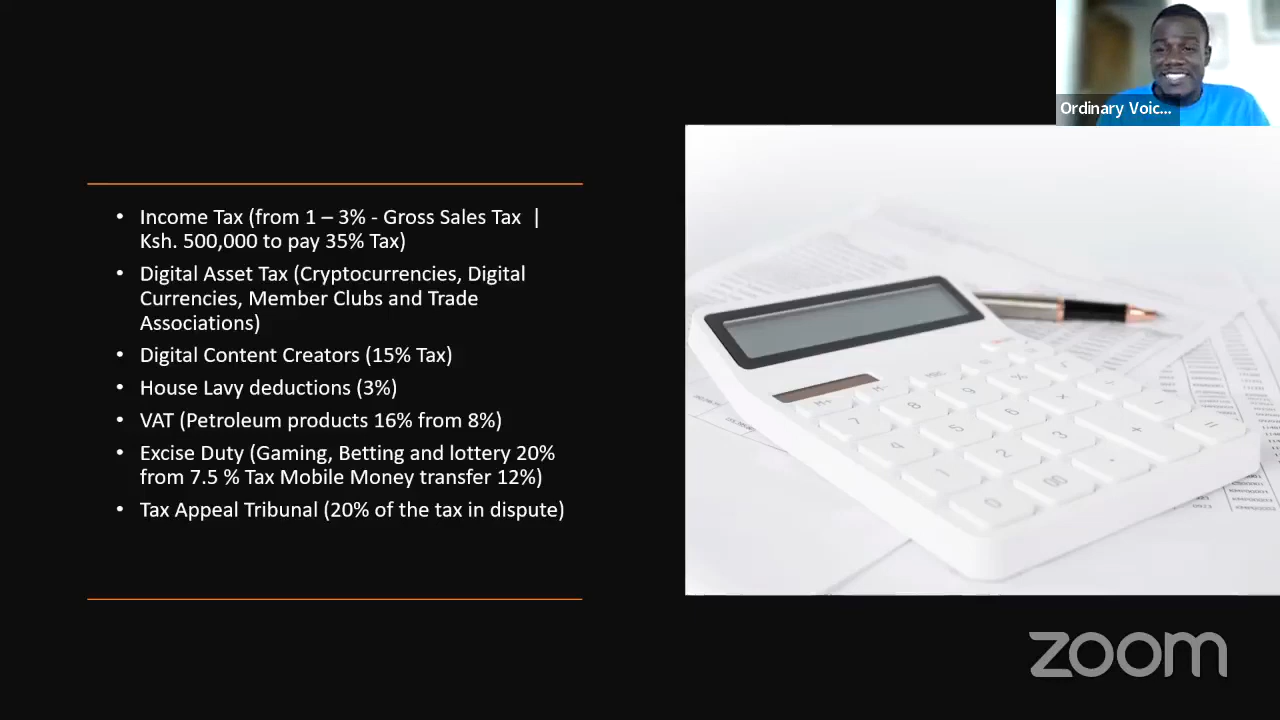 Ordinary Voic...
• Income Tax (from 1 – 3% - Gross Sales Tax |
Ksh. 500,000 to pay 35% Tax)
• Digital Asset Tax (Cryptocurrencies, Digital
Currencies, Member Clubs and Trade
Associations)
• Digital Content Creators (15% Tax)
• House Lavy deductions (3%)
• VAT (Petroleum products 16% from 8%)
• Excise Duty (Gaming, Betting and lottery 20%
from 7.5 % Tax Mobile Money transfer 12%)
• Tax Appeal Tribunal (20% of the tax in dispute)
zoom